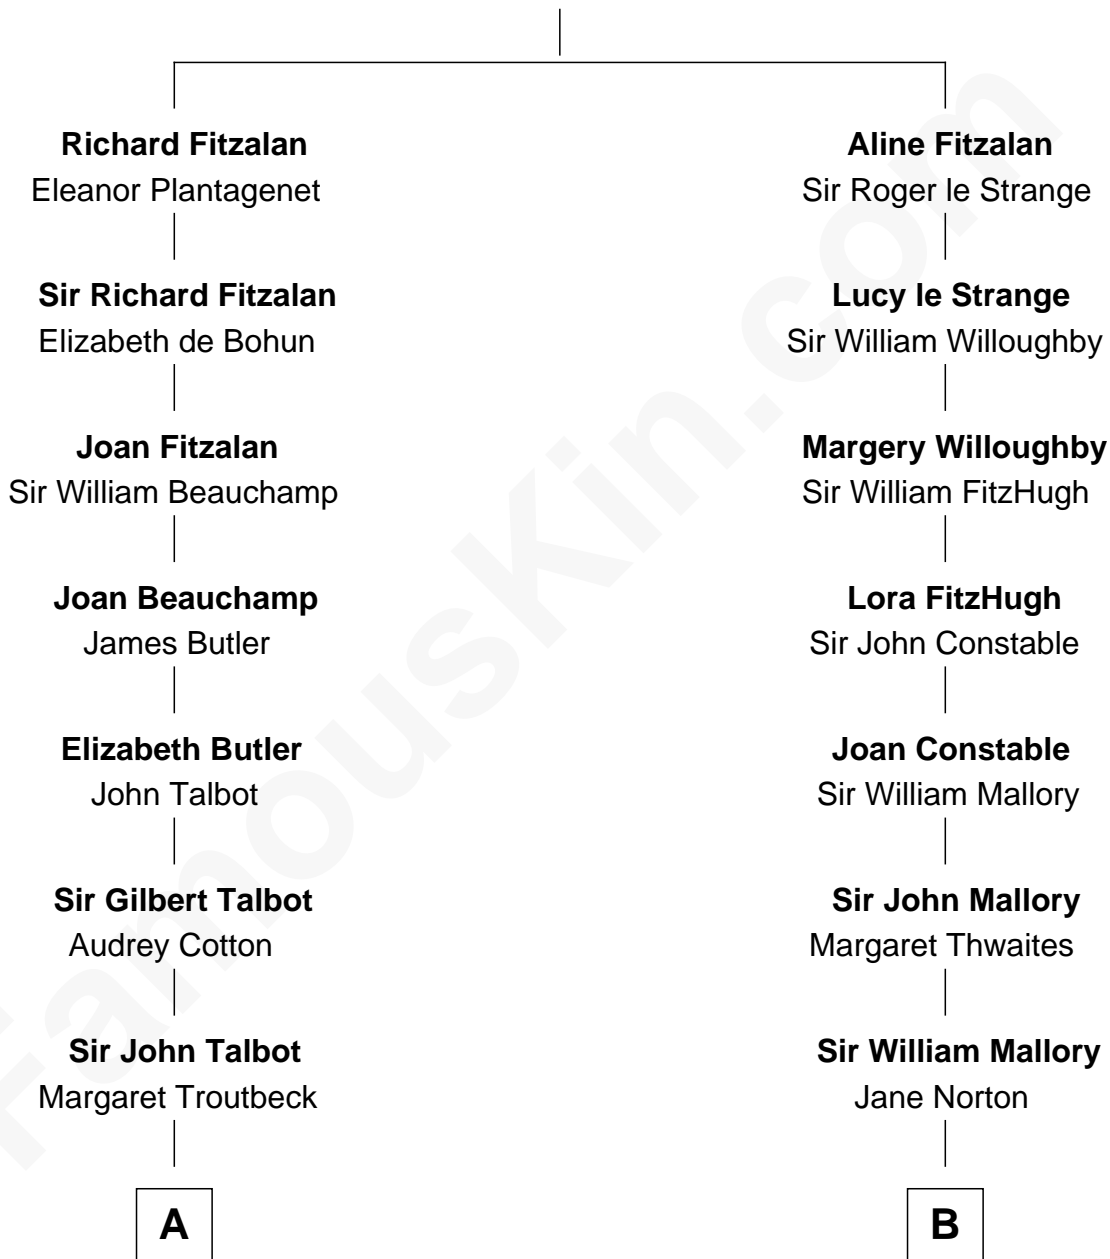 Richard Fitzalan
Eleanor Plantagenet
Sir Richard Fitzalan
Elizabeth de Bohun
Joan Fitzalan
Sir William Beauchamp
Joan Beauchamp
James Butler
Elizabeth Butler
John Talbot
Sir Gilbert Talbot
Audrey Cotton
Sir John Talbot
Margaret Troutbeck
A
Aline Fitzalan
Sir Roger le Strange
Lucy le Strange
Sir William Willoughby
Margery Willoughby
Sir William FitzHugh
Lora FitzHugh
Sir John Constable
Joan Constable
Sir William Mallory
Sir John Mallory
Margaret Thwaites
Sir William Mallory
Jane Norton
B
FamousKin.com